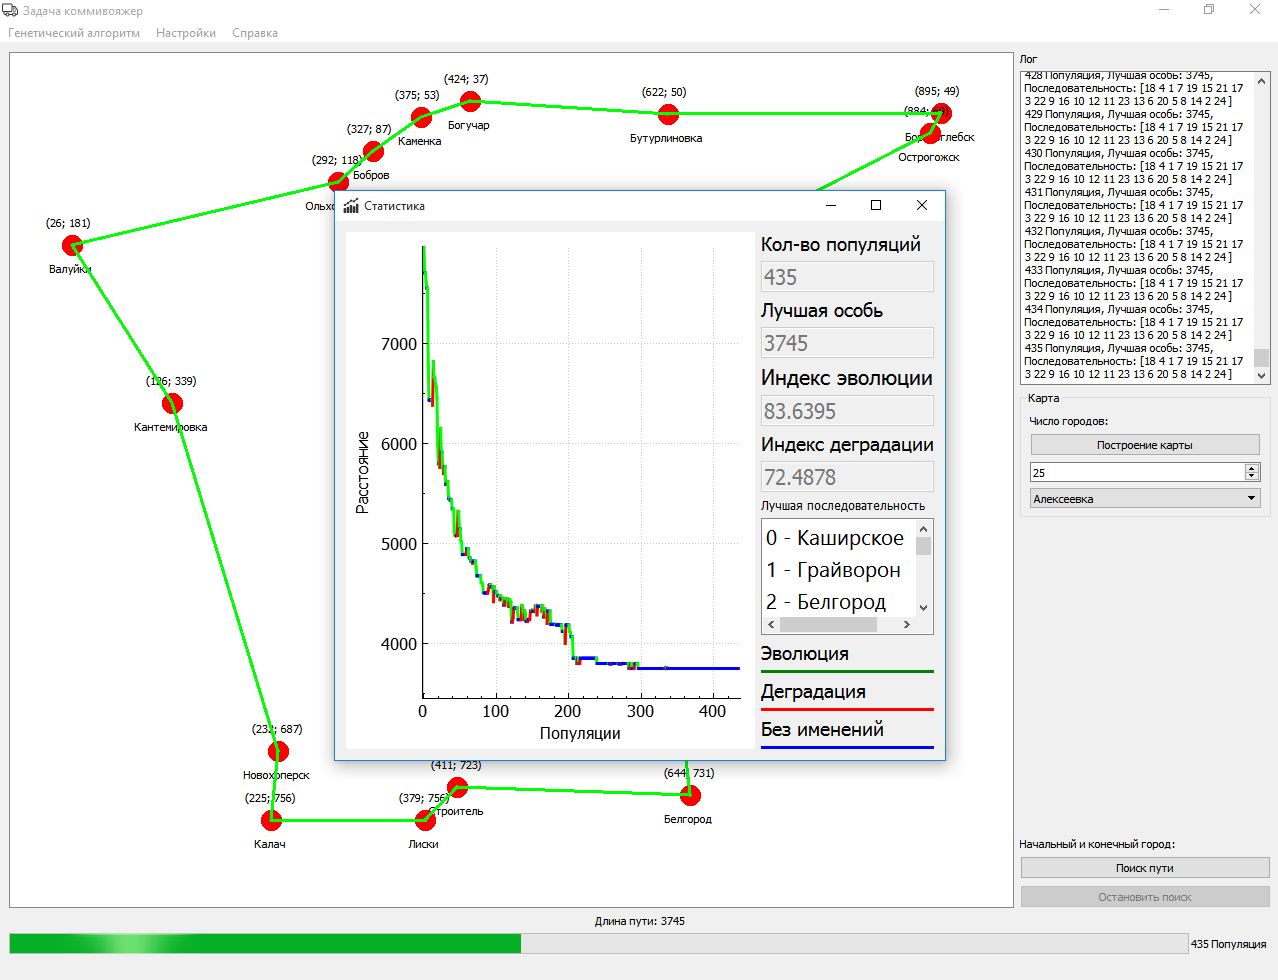 Задача коммивояжер
Генетический алгоритм Настройки Справка
(424; 37)
(375; 53)
Богучар
(622; 50)
(895; 49)
(327; 87)
Каменка
Бутурлиновка
Острогожск
(292; 118)
Бобров
(26; 181)
Валуйки
(126; 339)
Кантемировка
(232; 687)
Новохоперск
(225; 756)
Калач
(379; 756)
Лиски
(411; 723)
Строитель
(644; 731)
Белгород
Статистика
Расстояние
7000
6000
5000
4000
0 100 200 300 400
Популяции
Кол-во популяций
435
Лучшая особь
3745
Индекс эволюции
83.6395
Индекс деградации
72.4878
Лучшая последовательность
0 - Каширское
1 - Грайворон
2 - Белгород
Эволюция
Деградация
Без именений
Лог
428 Популяция, Лучшая особь: 3745,
Последовательность: [18 4 1 7 19 15 21 17
3 22 9 16 10 12 11 23 13 6 20 5 8 14 2 24 ]
429 Популяция, Лучшая особь: 3745,
Последовательность: [18 4 1 7 19 15 21 17
3 22 9 16 10 12 11 23 13 6 20 5 8 14 2 24 ]
430 Популяция, Лучшая особь: 3745,
Последовательность: [18 4 1 7 19 15 21 17
3 22 9 16 10 12 11 23 13 6 20 5 8 14 2 24 ]
431 Популяция, Лучшая особь: 3745,
Последовательность: [18 4 1 7 19 15 21 17
3 22 9 16 10 12 11 23 13 6 20 5 8 14 2 24 ]
432 Популяция, Лучшая особь: 3745,
Последовательность: [18 4 1 7 19 15 21 17
3 22 9 16 10 12 11 23 13 6 20 5 8 14 2 24 ]
433 Популяция, Лучшая особь: 3745,
Последовательность: [18 4 1 7 19 15 21 17
3 22 9 16 10 12 11 23 13 6 20 5 8 14 2 24 ]
434 Популяция, Лучшая особь: 3745,
Последовательность: [18 4 1 7 19 15 21 17
3 22 9 16 10 12 11 23 13 6 20 5 8 14 2 24 ]
435 Популяция, Лучшая особь: 3745,
Последовательность: [18 4 1 7 19 15 21 17
3 22 9 16 10 12 11 23 13 6 20 5 8 14 2 24 ]
Карта
Число городов:
Построение карты
25
Алексеевка
Начальный и конечный город:
Поиск пути
Остановить поиск
Длина пути: 3745
435 Популяция